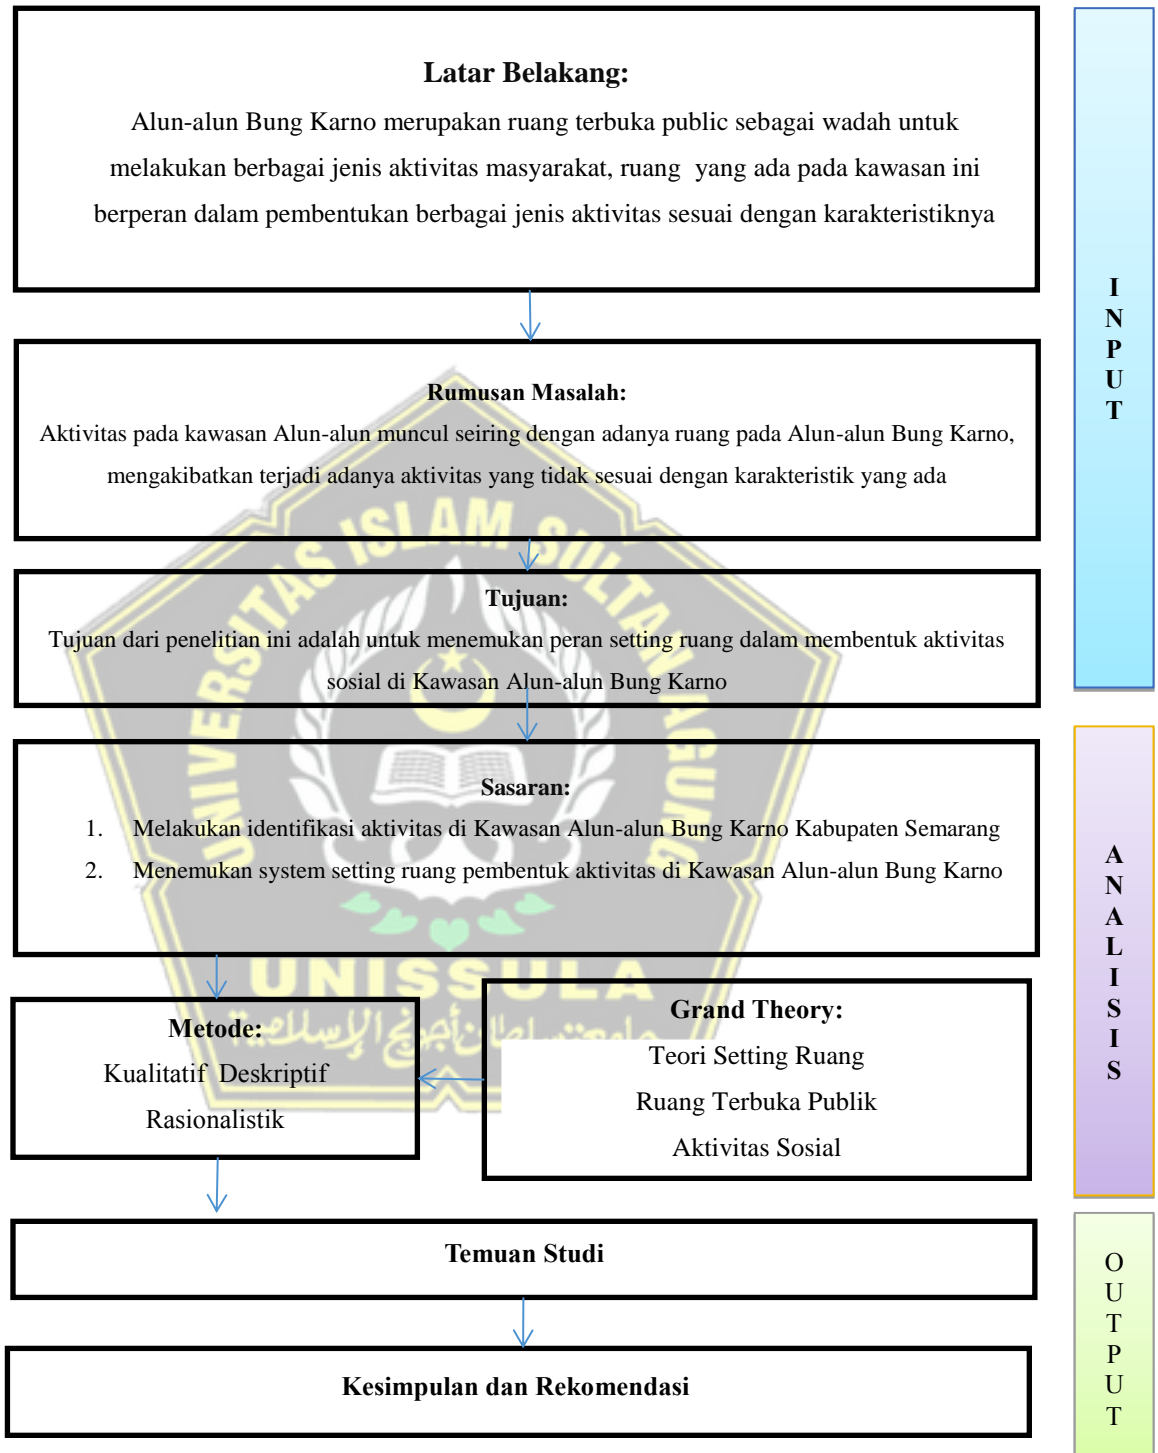 Latar Belakang:
Alun-alun Bung Karno merupakan ruang terbuka public sebagai wadah untuk
melakukan berbagai jenis aktivitas masyarakat, ruang yang ada pada kawasan ini
berperan dalam pembentukan berbagai jenis aktivitas sesuai dengan karakteristiknya
Rumusan Masalah:
Aktivitas pada kawasan Alun-alun muncul seiring dengan adanya ruang pada Alun-alun Bung Karno,
mengakibatkan terjadi adanya aktivitas yang tidak sesuai dengan karakteristik yang ada
Tujuan:
Tujuan dari penelitian ini adalah untuk menemukan peran setting ruang dalam membentuk aktivitas
sosial di Kawasan Alun-alun Bung Karno
Sasaran:
1. Melakukan identifikasi aktivitas di Kawasan Alun-alun Bung Karno Kabupaten Semarang
2. Menemukan system setting ruang pembentuk aktivitas di Kawasan Alun-alun Bung Karno
Metode:
Kualitatif Deskriptif
Rasionalistik
Grand Theory:
Teori Setting Ruang
Ruang Terbuka Publik
Aktivitas Sosial
Temuan Studi
Kesimpulan dan Rekomendasi
INPUT
ANALISIS
OUTPUT
UNIVERSITAS ISLAM SULTAN AGUNG
UNISSULA